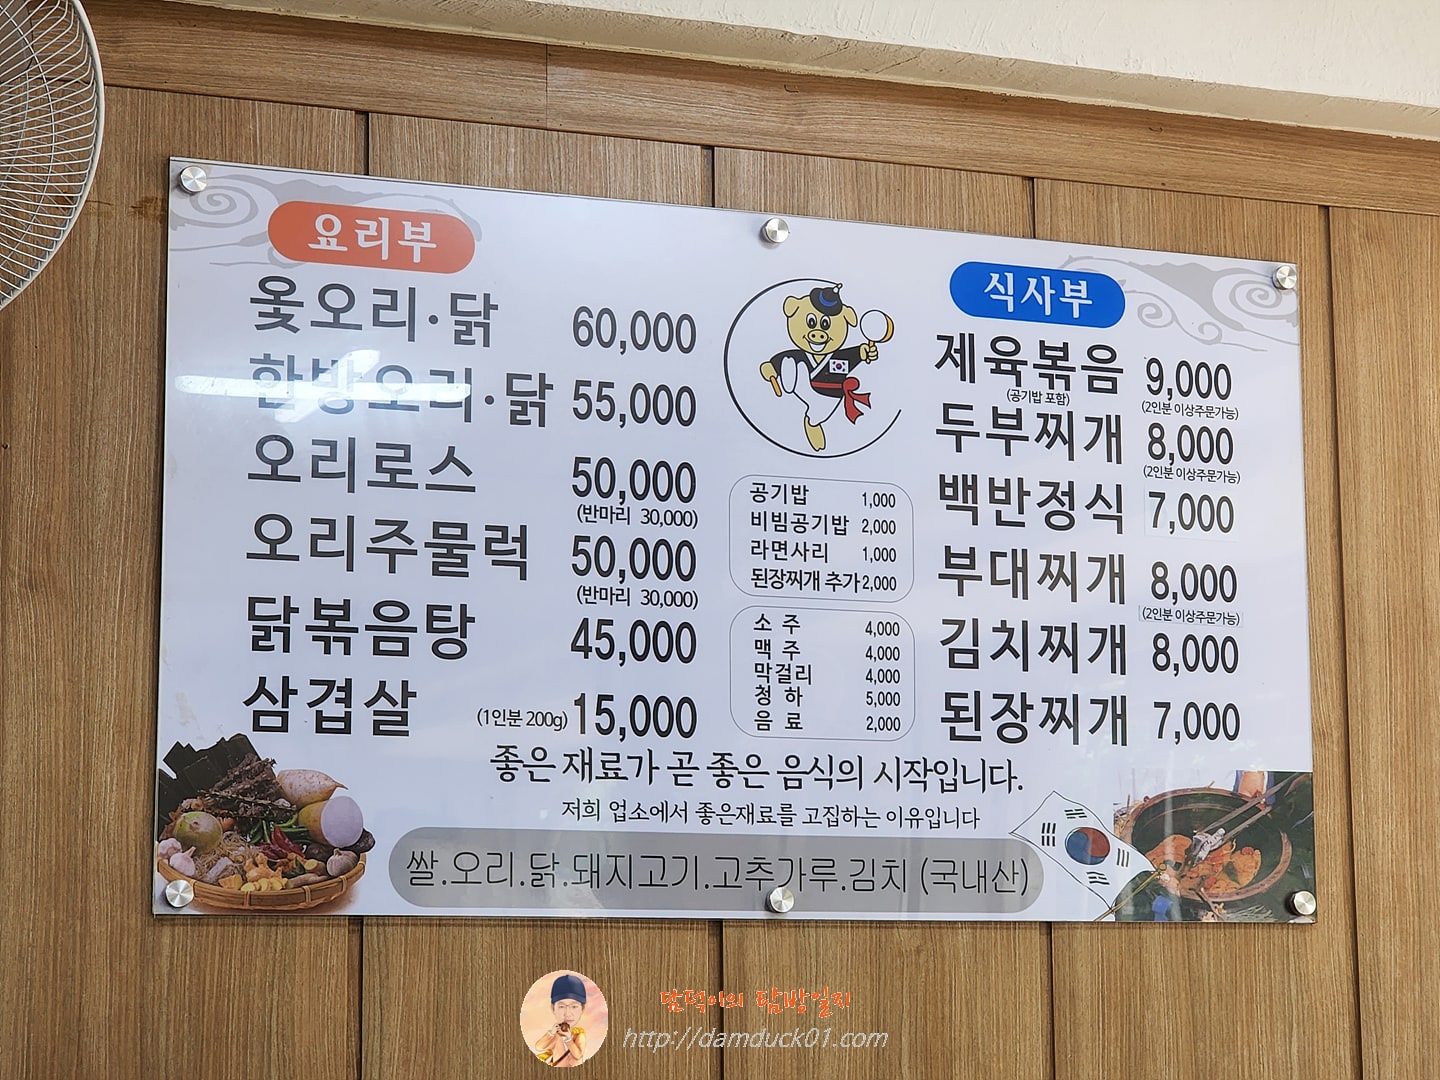 요리부
옻오리·닭 60,000
한방오리·닭 55,000
오리로스 50,000
(반마리 30,000)
오리주물럭 50,000
(반마리 30,000)
닭볶음탕 45,000
삼겹살 (1인분 200g) 15,000
공기밥 1,000
비빔공기밥 2,000
라면사리 1,000
된장찌개 추가 2,000
소 주 4,000
맥 주 4,000
막걸리 4,000
청 하 5,000
음 료 2,000
식사부
제육볶음 9,000
(공기밥 포함) (2인분 이상주문가능)
두부찌개 8,000
(2인분 이상주문가능)
백반정식 7,000
부대찌개 8,000
(2인분 이상주문가능)
김치찌개 8,000
된장찌개 7,000
좋은 재료가 곧 좋은 음식의 시작입니다.
저희 업소에서 좋은재료를 고집하는 이유입니다
쌀.오리.닭.돼지고기.고추가루.김치 (국내산)
담덕이의 탐방일지
http://damduck01.com